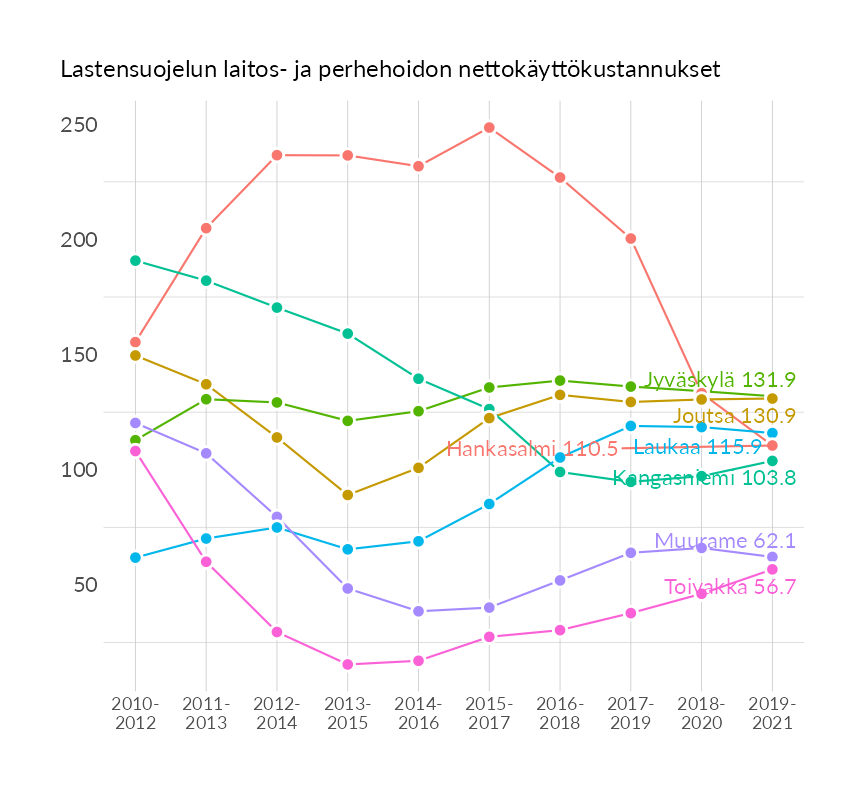 Lastensuojelun laitos- ja perhehoidon nettokäyttökustannukset
250
200
150
100
50
Jyväskylä 131.9
Joutsa 130.9
Hankasalmi 110.5
Laukaa 115.9
Kangasniemi 103.8
Muurame 62.1
Toivakka 56.7
2010- 2011- 2012- 2013- 2014- 2015- 2016- 2017- 2018- 2019-
2012 2013 2014 2015 2016 2017 2018 2019 2020 2021